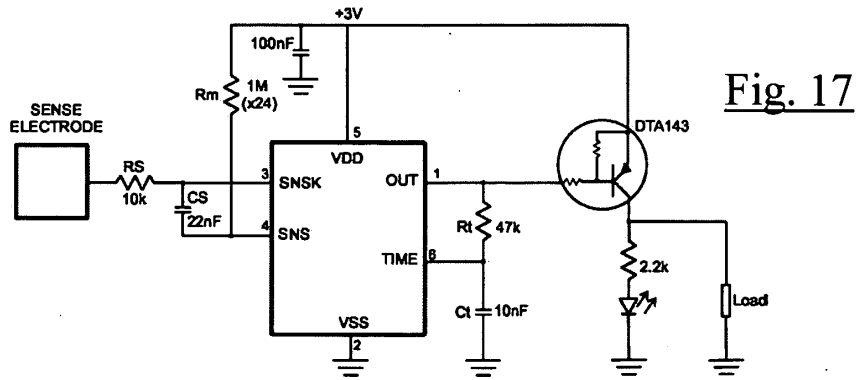 +3V
100nF
Rm
1M
(x24)
Fig. 17
SENSE
ELECTRODE
DTA143
5
VDD
RS
10k
3
SNSK
OUT
1
CS
22nF
4
SNS
Rt
47k
TIME
6
2.2k
Ct
10nF
Load
VSS
2